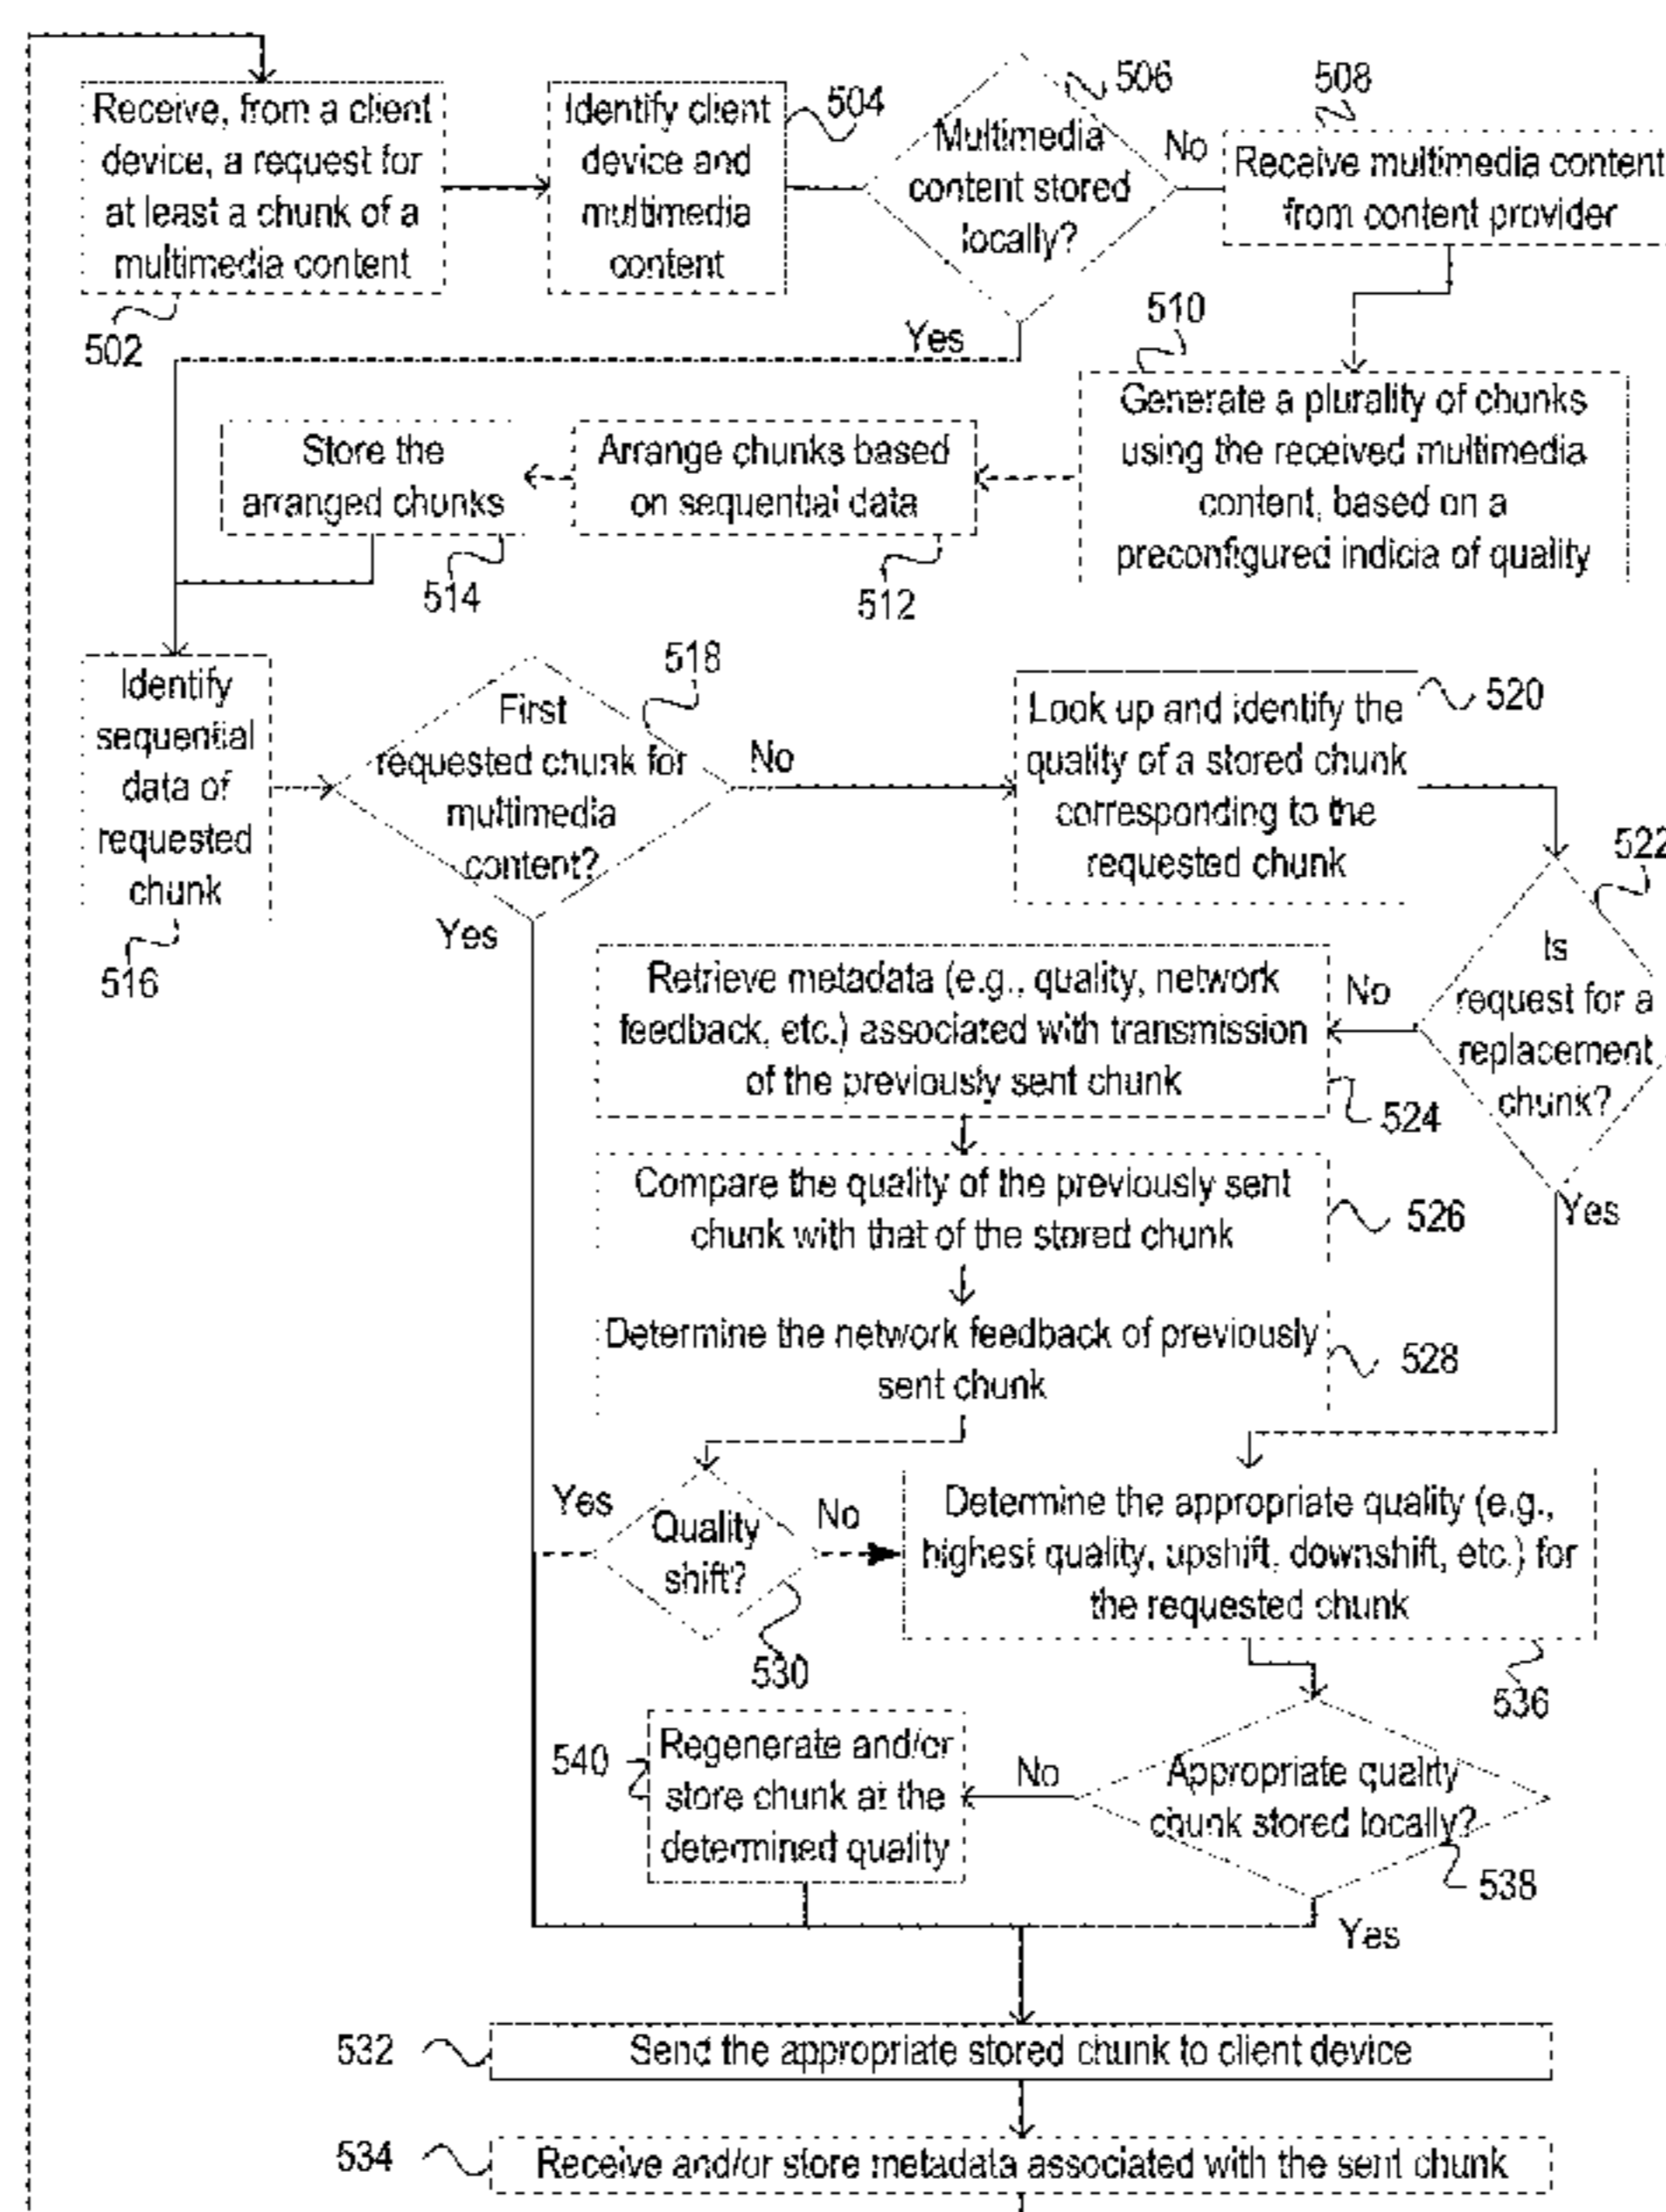 Receive, from a client
device, a request for
at least a chunk of a
multimedia content
502
Identify client
device and
multimedia
content
504
Multimedia
content stored
locally?
506
No
Yes
508
Receive multimedia content
from content provider
510
Generate a plurality of chunks
using the received multimedia
content, based on a
preconfigured indicia of quality
Arrange chunks based
on sequential data
512
Store the
arranged chunks
514
Identify
sequential
data of
requested
chunk
516
First
requested chunk for
multimedia
content?
518
No
Yes
Look up and identify the
quality of a stored chunk
corresponding to the
requested chunk
520
522
Is
request for a
replacement
chunk?
No
Yes
Retrieve metadata (e.g., quality, network
feedback, etc.) associated with transmission
of the previously sent chunk
524
Compare the quality of the previously sent
chunk with that of the stored chunk
526
Determine the network feedback of previously
sent chunk
528
Yes
Quality
shift?
No
530
Determine the appropriate quality (e.g.,
highest quality, upshift, downshift, etc.) for
the requested chunk
536
Appropriate quality
chunk stored locally?
538
No
Yes
540
Regenerate and/or
store chunk at the
determined quality
532
Send the appropriate stored chunk to client device
534
Receive and/or store metadata associated with the sent chunk